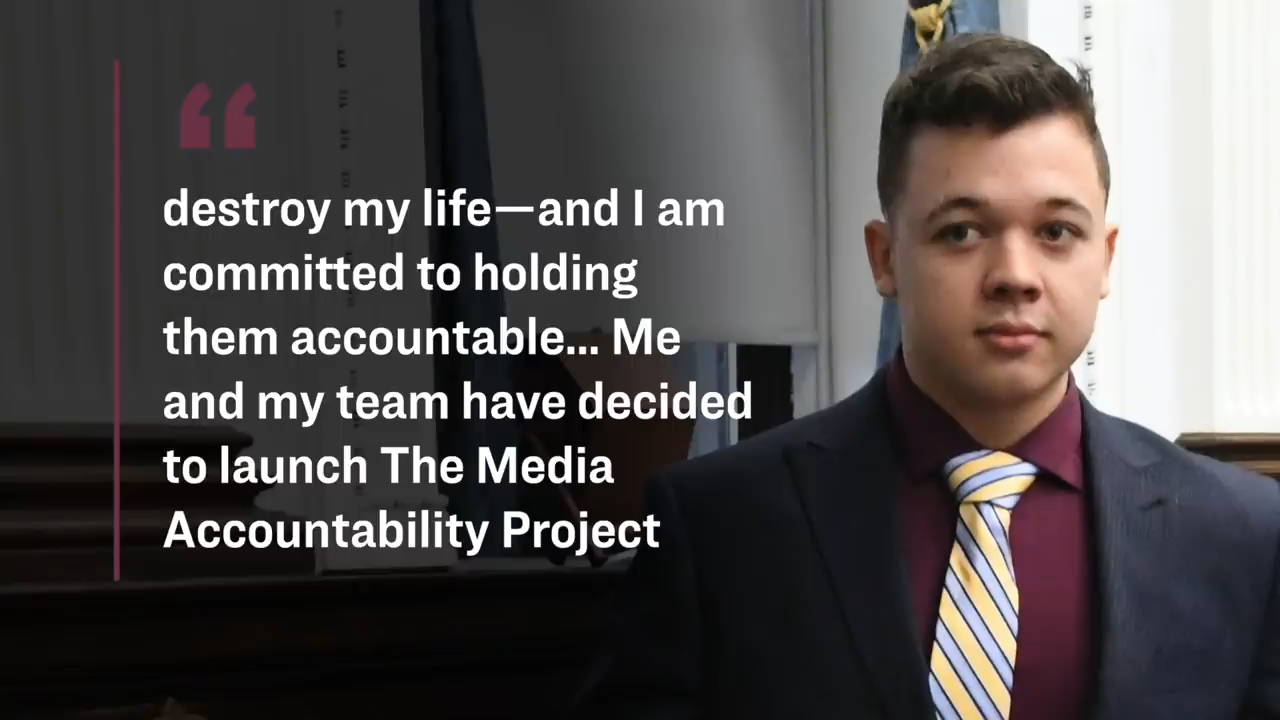 “
destroy my life—and I am
committed to holding
them accountable... Me
and my team have decided
to launch The Media
Accountability Project